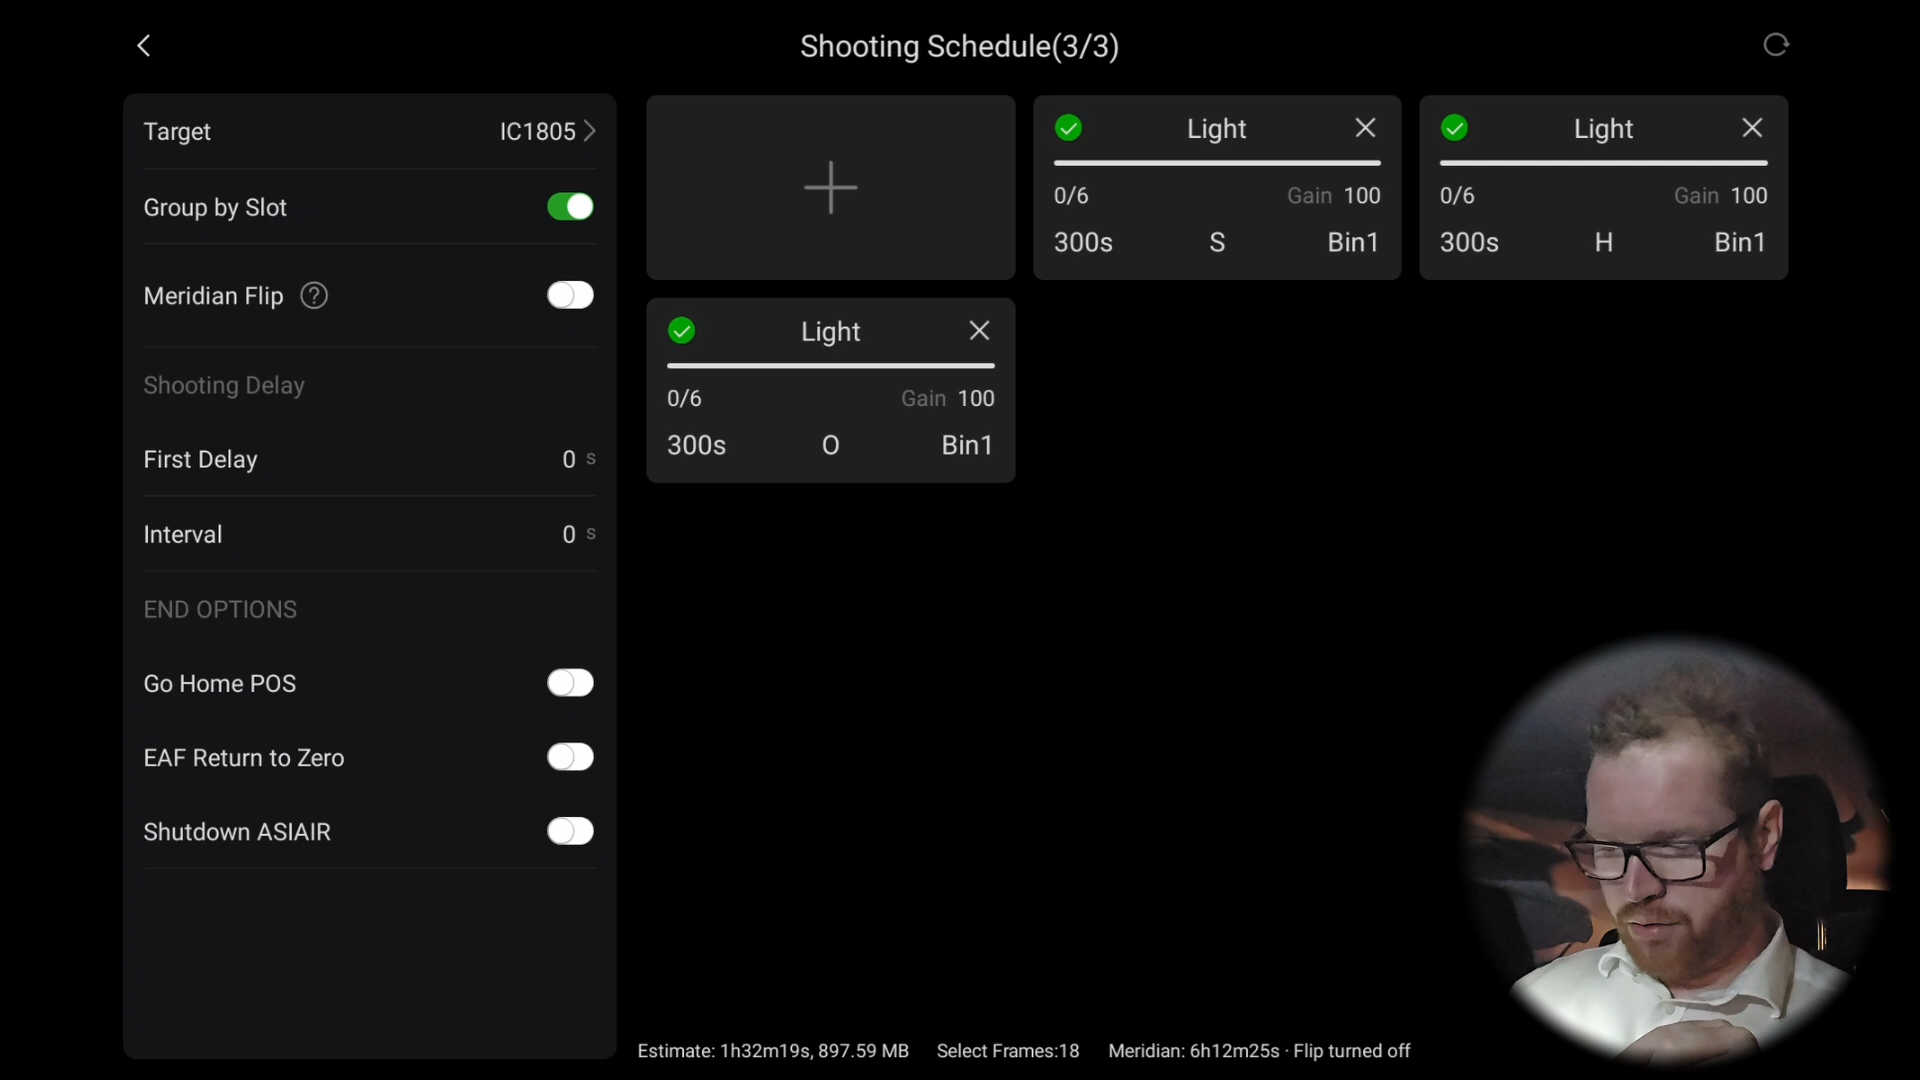 Shooting Schedule(3/3)
Target IC1805
Group by Slot
Meridian Flip ?
Shooting Delay
First Delay 0 s
Interval 0 s
END OPTIONS
Go Home POS
EAF Return to Zero
Shutdown ASIAIR
Light
0/6 Gain 100
300s S Bin1
Light
0/6 Gain 100
300s H Bin1
Light
0/6 Gain 100
300s O Bin1
Estimate: 1h32m19s, 897.59 MB Select Frames:18 Meridian: 6h12m25s · Flip turned off